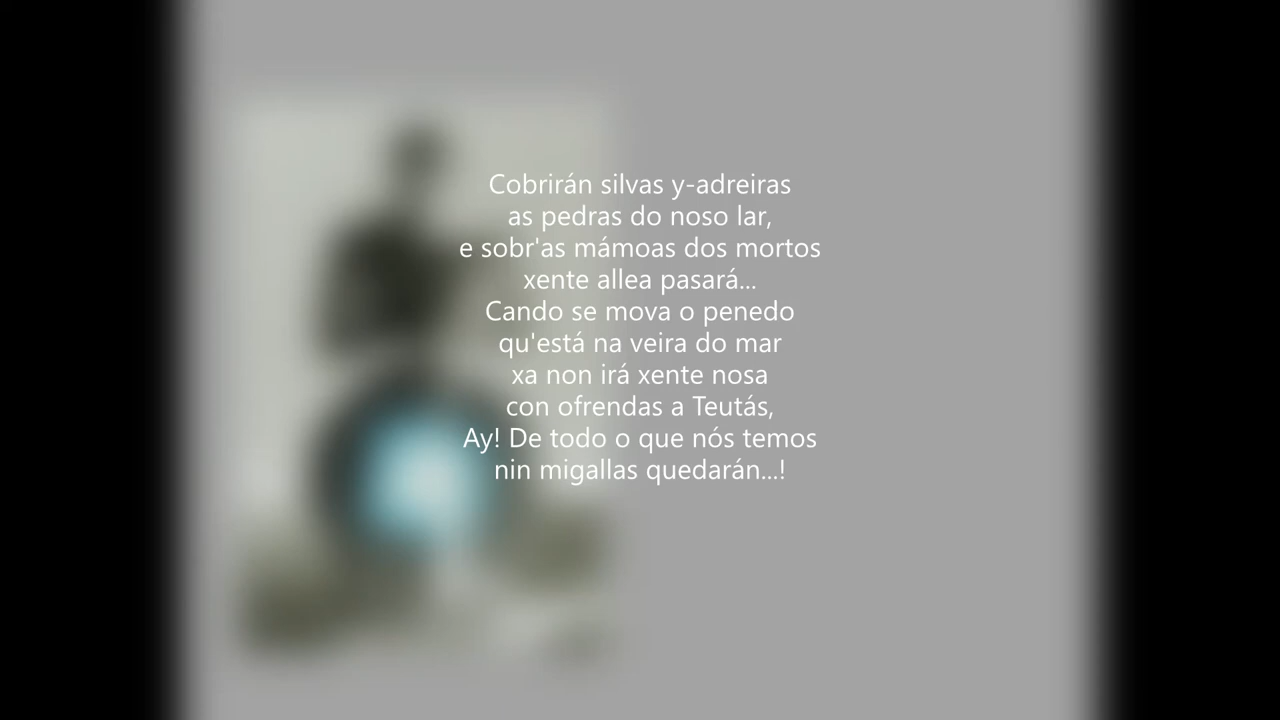 Cobrirán silvas y-adreiras
as pedras do noso lar,
e sobr'as mámoas dos mortos
xente allea pasará...
Cando se mova o penedo
qu'está na veira do mar
xa non irá xente nosa
con ofrendas a Teutás,
Ay! De todo o que nós temos
nin migallas quedarán...!